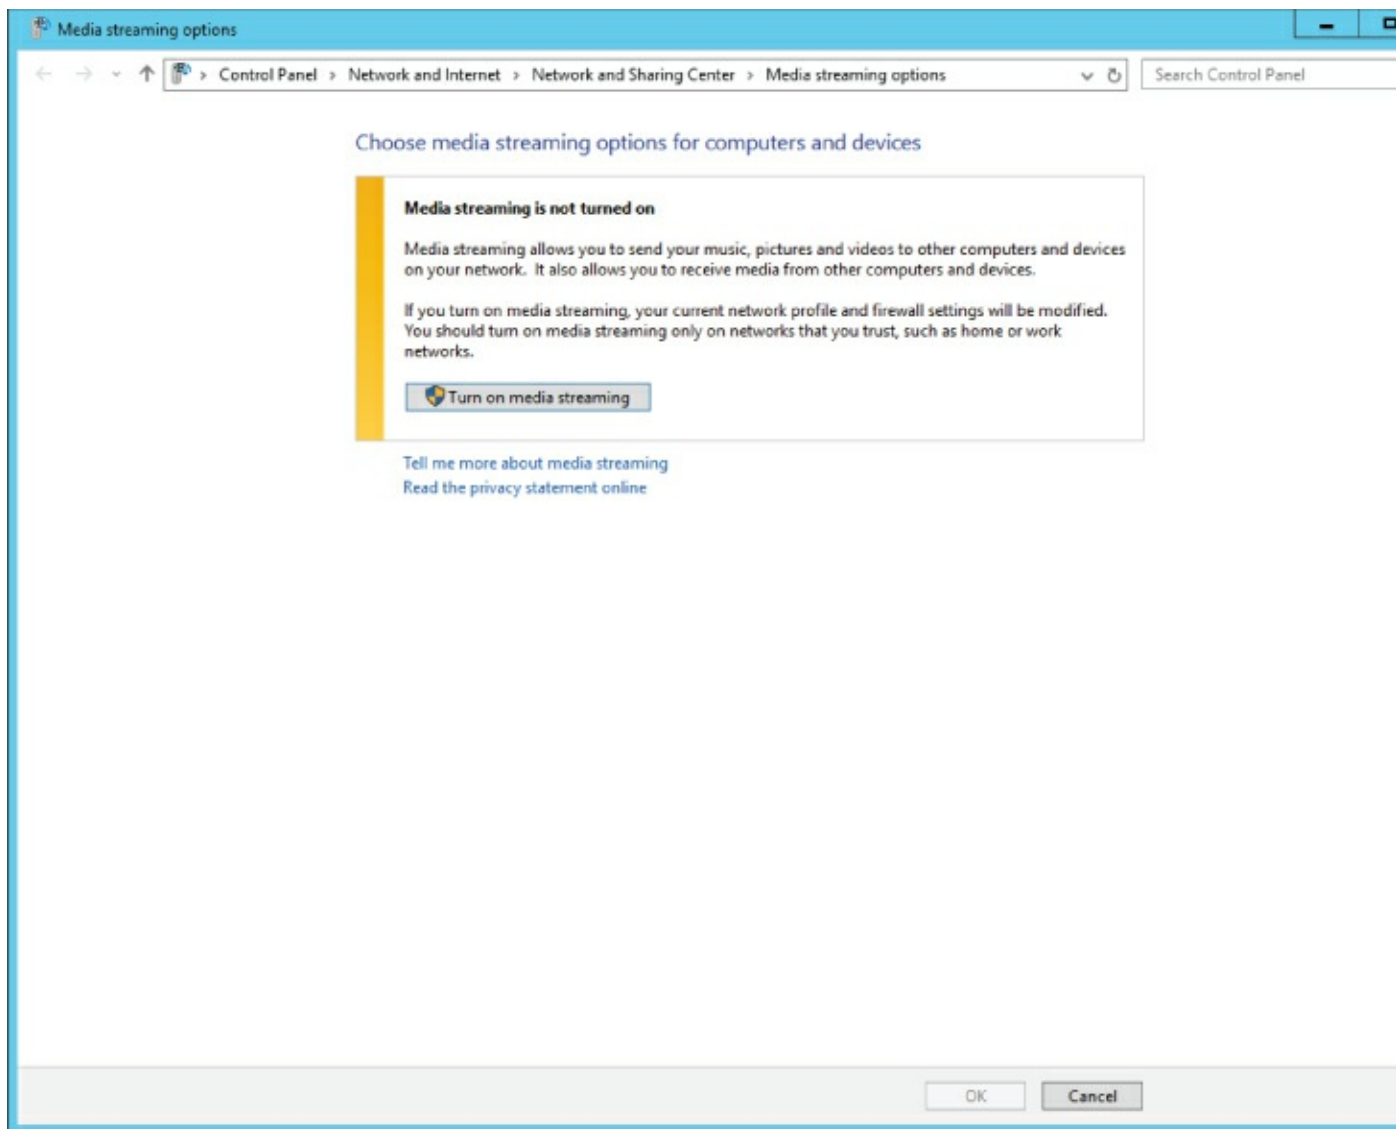 Media streaming options
Control Panel > Network and Internet > Network and Sharing Center > Media streaming options
Search Control Panel
Choose media streaming options for computers and devices
Media streaming is not turned on
Media streaming allows you to send your music, pictures and videos to other computers and devices
on your network. It also allows you to receive media from other computers and devices.
If you turn on media streaming, your current network profile and firewall settings will be modified.
You should turn on media streaming only on networks that you trust, such as home or work
networks.
Turn on media streaming
Tell me more about media streaming
Read the privacy statement online
OK
Cancel